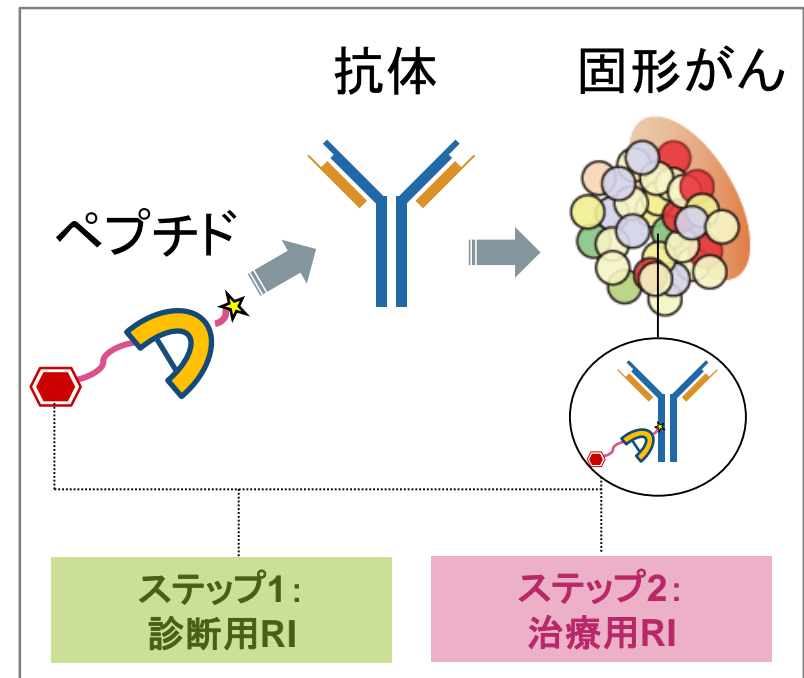 抗体
固形がん
ペプチド
ステップ1：
診断用RI
ステップ2：
治療用RI